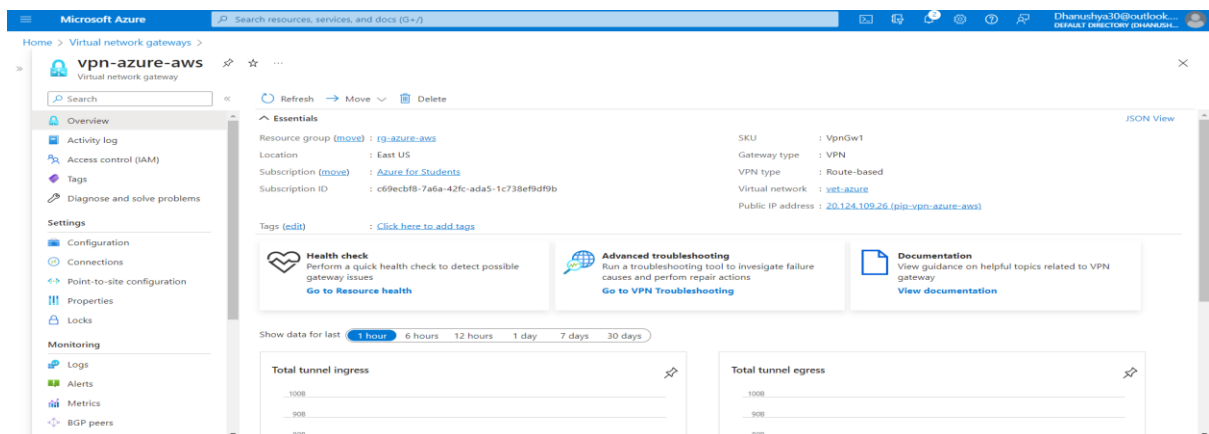 Microsoft Azure
Search resources, services, and docs (G+/)
2
Dhanushya30@outlook....
DEFAULT DIRECTORY (DHANUSH...
Home > Virtual network gateways >
vpn-azure-aws
Virtual network gateway
Search
Refresh Move Delete
Overview
Activity log
Access control (IAM)
Tags
Diagnose and solve problems
Settings
Configuration
Connections
Point-to-site configuration
Properties
Locks
Monitoring
Logs
Alerts
Metrics
BGP peers
Essentials
JSON View
Resource group (move) : rg-azure-aws
Location : East US
Subscription (move) : Azure for Students
Subscription ID : c69ecbf8-7a6a-42fc-ada5-1c738ef9df9b
SKU : VpnGw1
Gateway type : VPN
VPN type : Route-based
Virtual network : vet-azure
Public IP address : 20.124.109.26 (pip-vpn-azure-aws)
Tags (edit) : Click here to add tags
Health check
Perform a quick health check to detect possible
gateway issues
Go to Resource health
Advanced troubleshooting
Run a troubleshooting tool to invesigate failure
causes and perfom repair actions
Go to VPN Troubleshooting
Documentation
View guidance on helpful topics related to VPN
gateway
View documentation
Show data for last 1 hour 6 hours 12 hours 1 day 7 days 30 days
Total tunnel ingress
100B
90B
Total tunnel egress
100B
90B